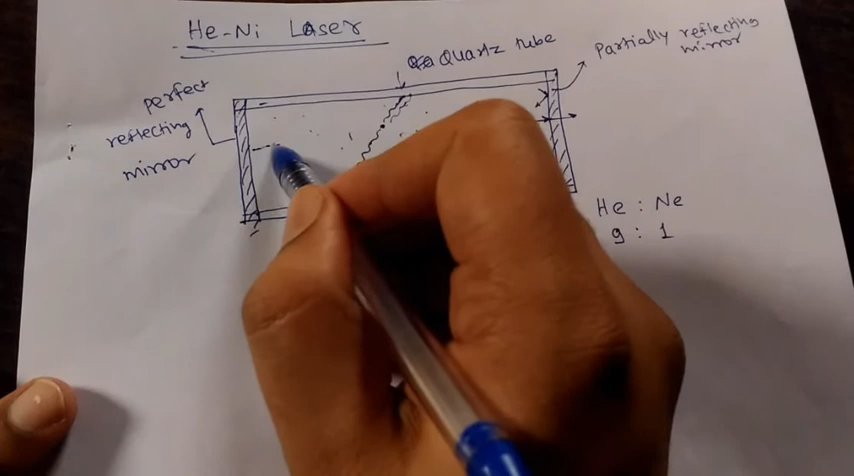 He-Ni Laser
Quartz tube
Partially reflecting
mirror
perfect
reflecting
mirror
He : Ne
9 : 1